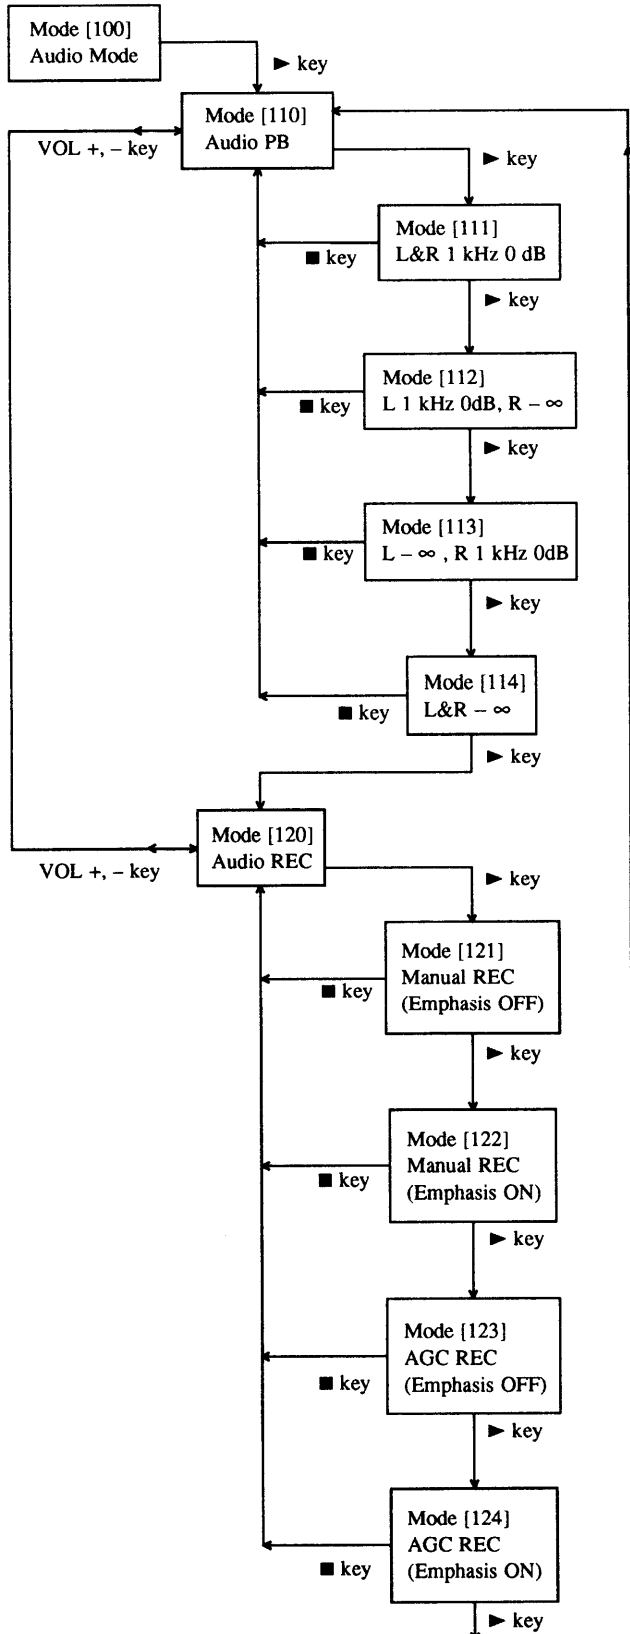 Mode [100]
Audio Mode
► key
Mode [110]
Audio PB
VOL +, – key
► key
Mode [111]
L&R 1 kHz 0 dB
■ key
► key
Mode [112]
L 1 kHz 0dB, R – ∞
■ key
► key
Mode [113]
L – ∞ , R 1 kHz 0dB
■ key
► key
Mode [114]
L&R – ∞
■ key
► key
Mode [120]
Audio REC
VOL +, – key
► key
Mode [121]
Manual REC
(Emphasis OFF)
■ key
► key
Mode [122]
Manual REC
(Emphasis ON)
■ key
► key
Mode [123]
AGC REC
(Emphasis OFF)
■ key
► key
Mode [124]
AGC REC
(Emphasis ON)
■ key
► key